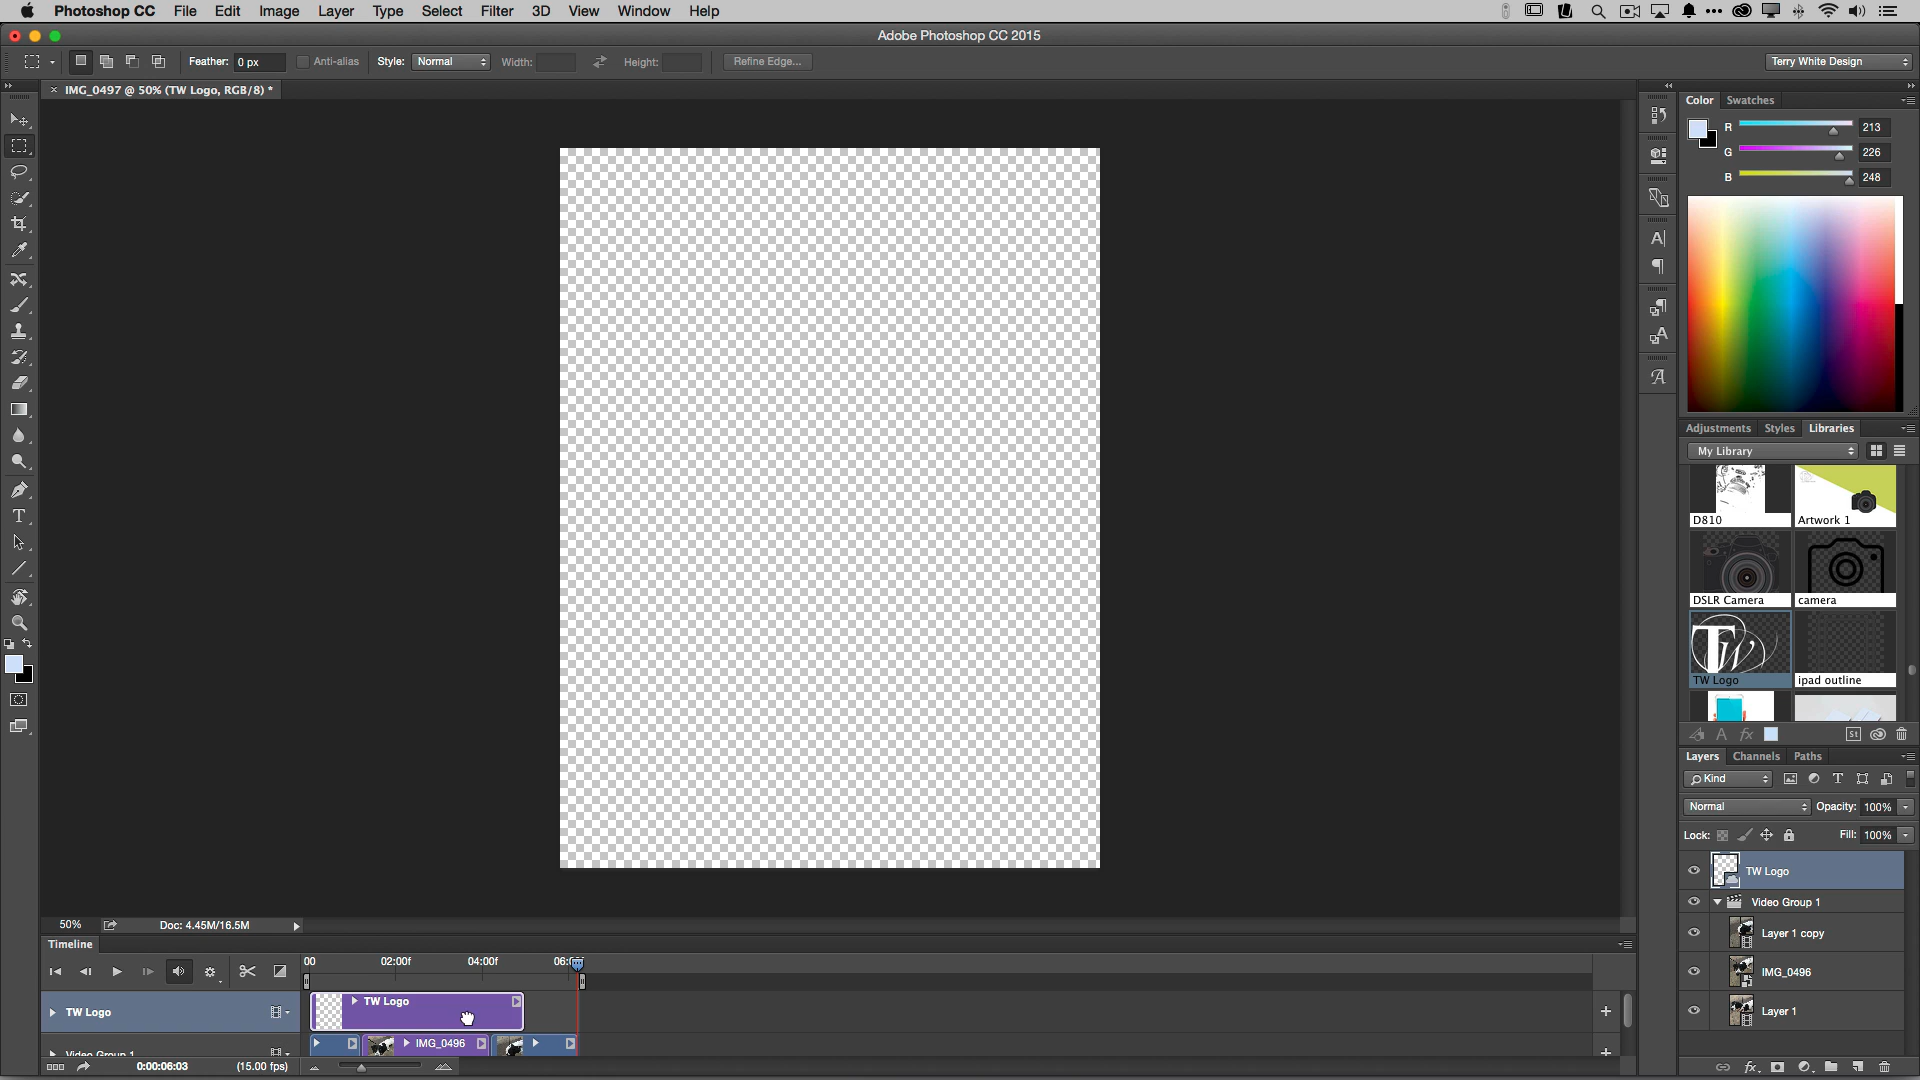 Photoshop CC File Edit Image Layer Type Select Filter 3D View Window Help
Adobe Photoshop CC 2015
Feather: 0 px Anti-alias Style: Normal Width: Height: Refine Edge... Terry White Design
IMG_0497 @ 50% (TW Logo, RGB/8) *
Color Swatches
R 213
G 226
B 248
Adjustments Styles Libraries
My Library
D810 Artwork 1
DSLR Camera camera
TW Logo ipad outline
St
Layers Channels Paths
Kind
Normal Opacity: 100%
Lock: Fill: 100%
TW Logo
Video Group 1
Layer 1 copy
IMG_0496
Layer 1
50% Doc: 4.45M/16.5M
Timeline
00 02:00f 04:00f
TW Logo TW Logo
Video Group 1 IMG_0496
0:00:06:03 (15.00 fps)